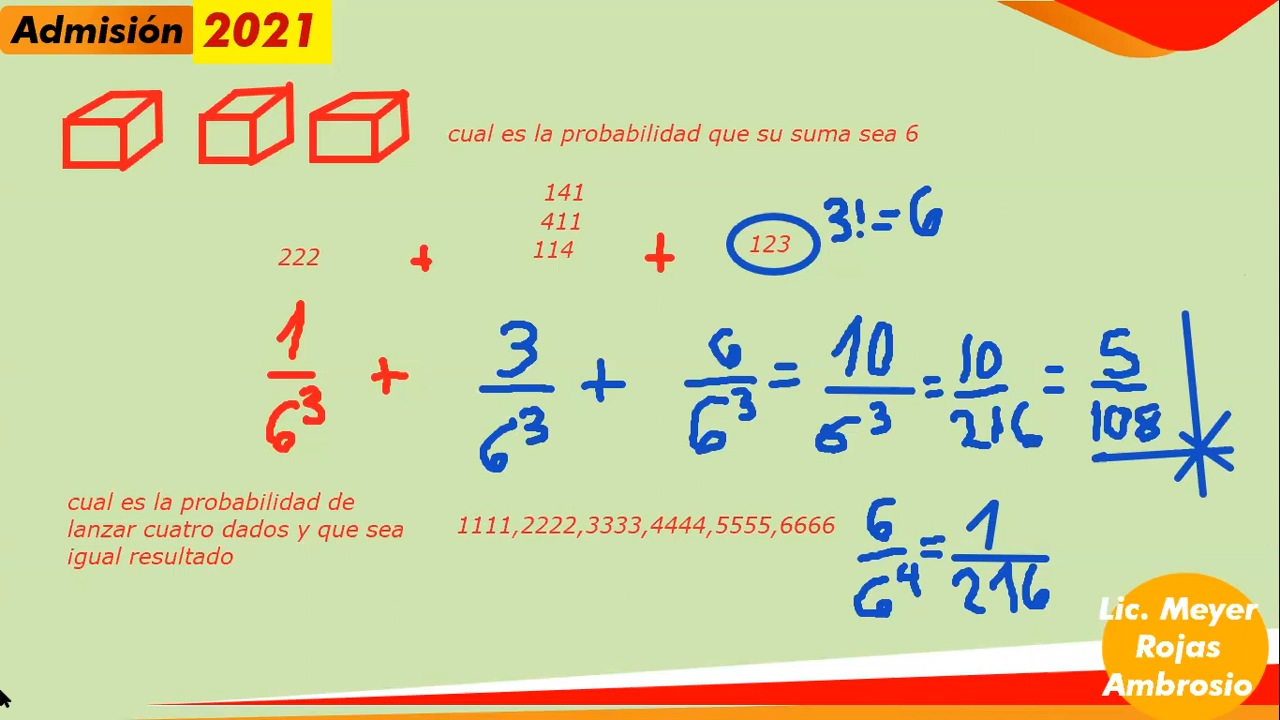 Admisión 2021
cual es la probabilidad que su suma sea 6
141
411
114
222 + + 123 3! = 6
1/6³ + 3/6³ + 6/6³ = 10/6³ = 10/216 = 5/108
cual es la probabilidad de
lanzar cuatro dados y que sea
igual resultado
1111,2222,3333,4444,5555,6666
6/6⁴ = 1/216
Lic. Meyer
Rojas
Ambrosio